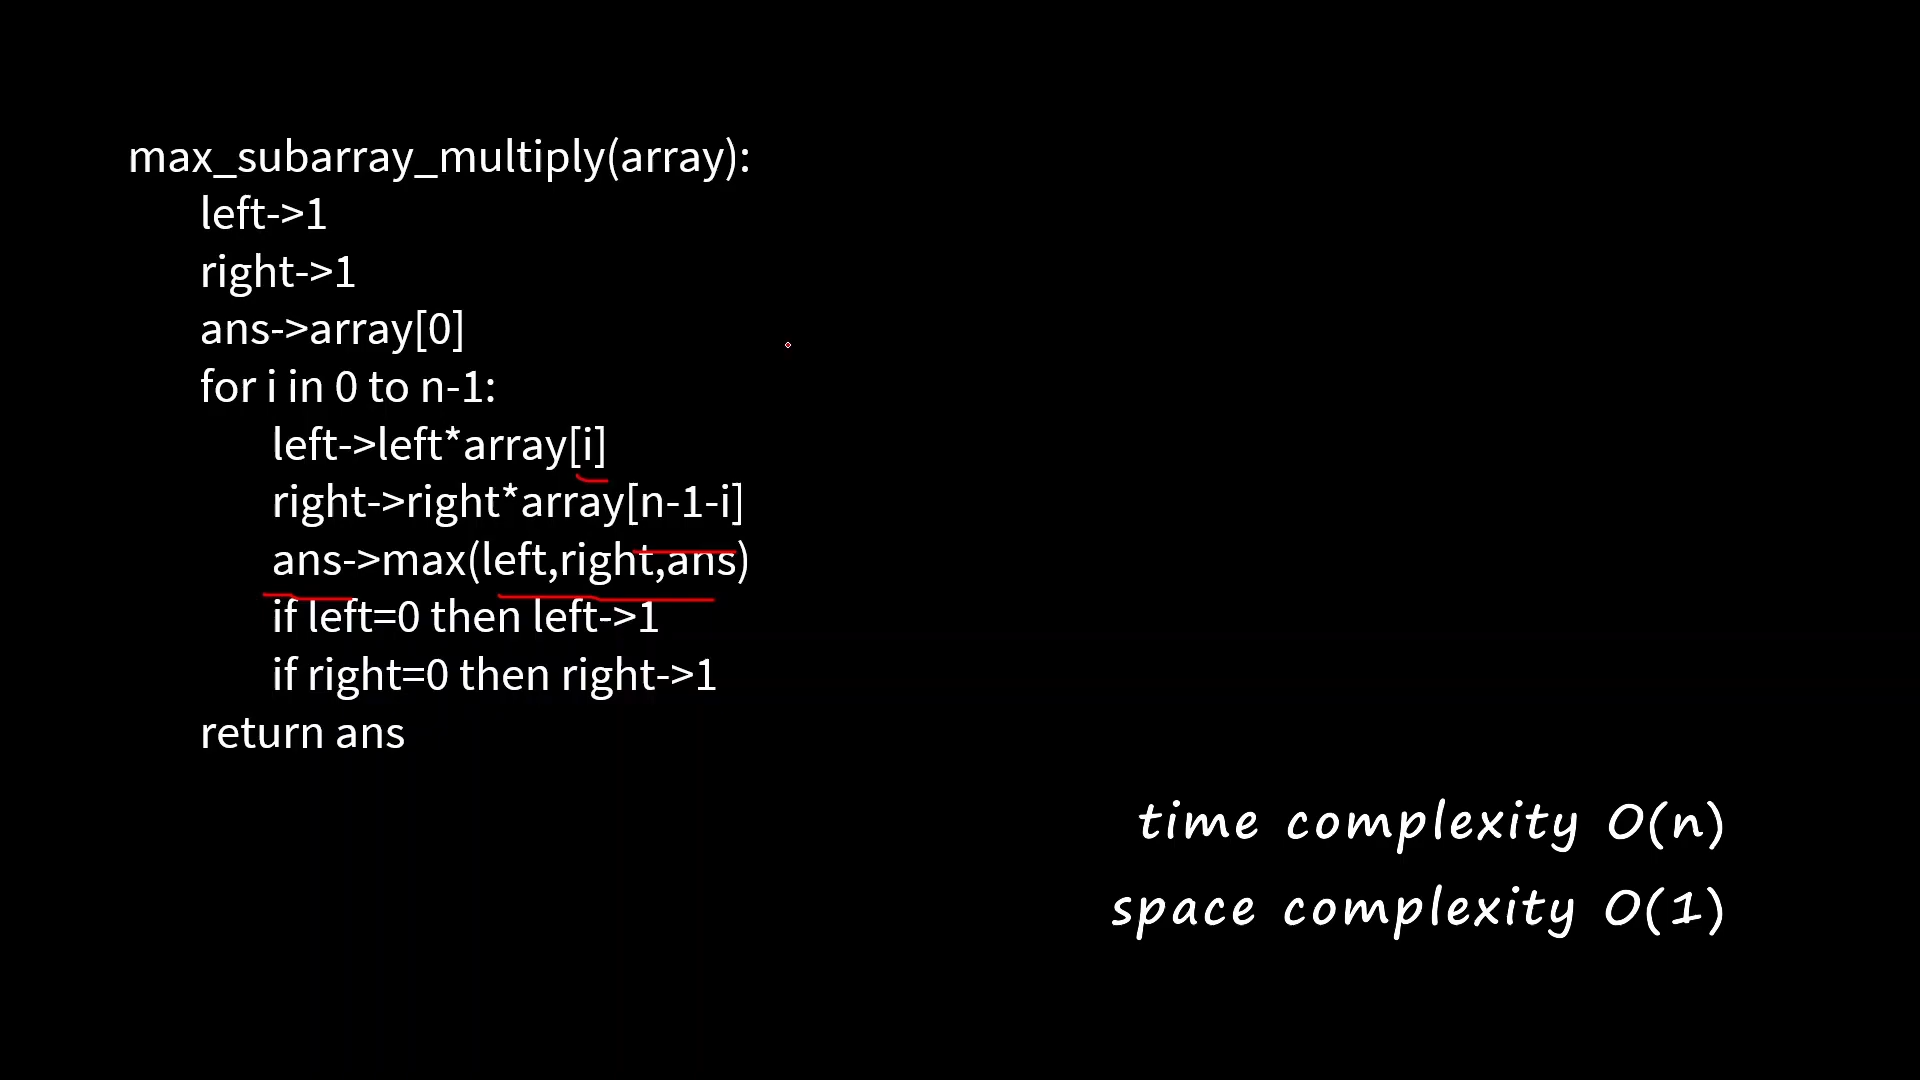 max_subarray_multiply(array):
left->1
right->1
ans->array[0]
for i in 0 to n-1:
left->left*array[i]
right->right*array[n-1-i]
ans->max(left,right,ans)
if left=0 then left->1
if right=0 then right->1
return ans
time complexity O(n)
space complexity O(1)